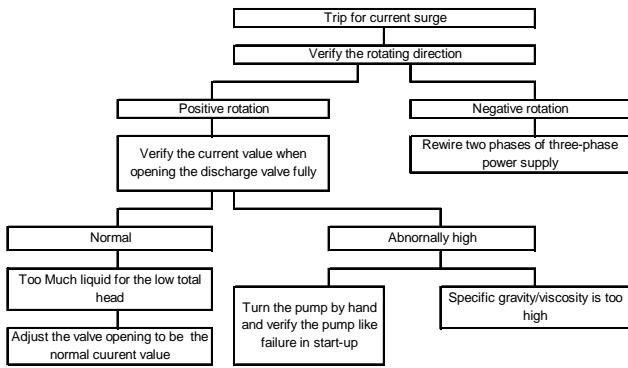 Trip for current surge
Verify the rotating direction
Positive rotation
Negative rotation
Verify the current value when
opening the discharge valve fully
Rewire two phases of three-phase
power supply
Normal
Abnormally high
Too Much liquid for the low total
head
Turn the pump by hand
and verify the pump like
failure in start-up
Specific gravity/viscosity is too
high
Adjust the valve opening to be the
normal cuurent value